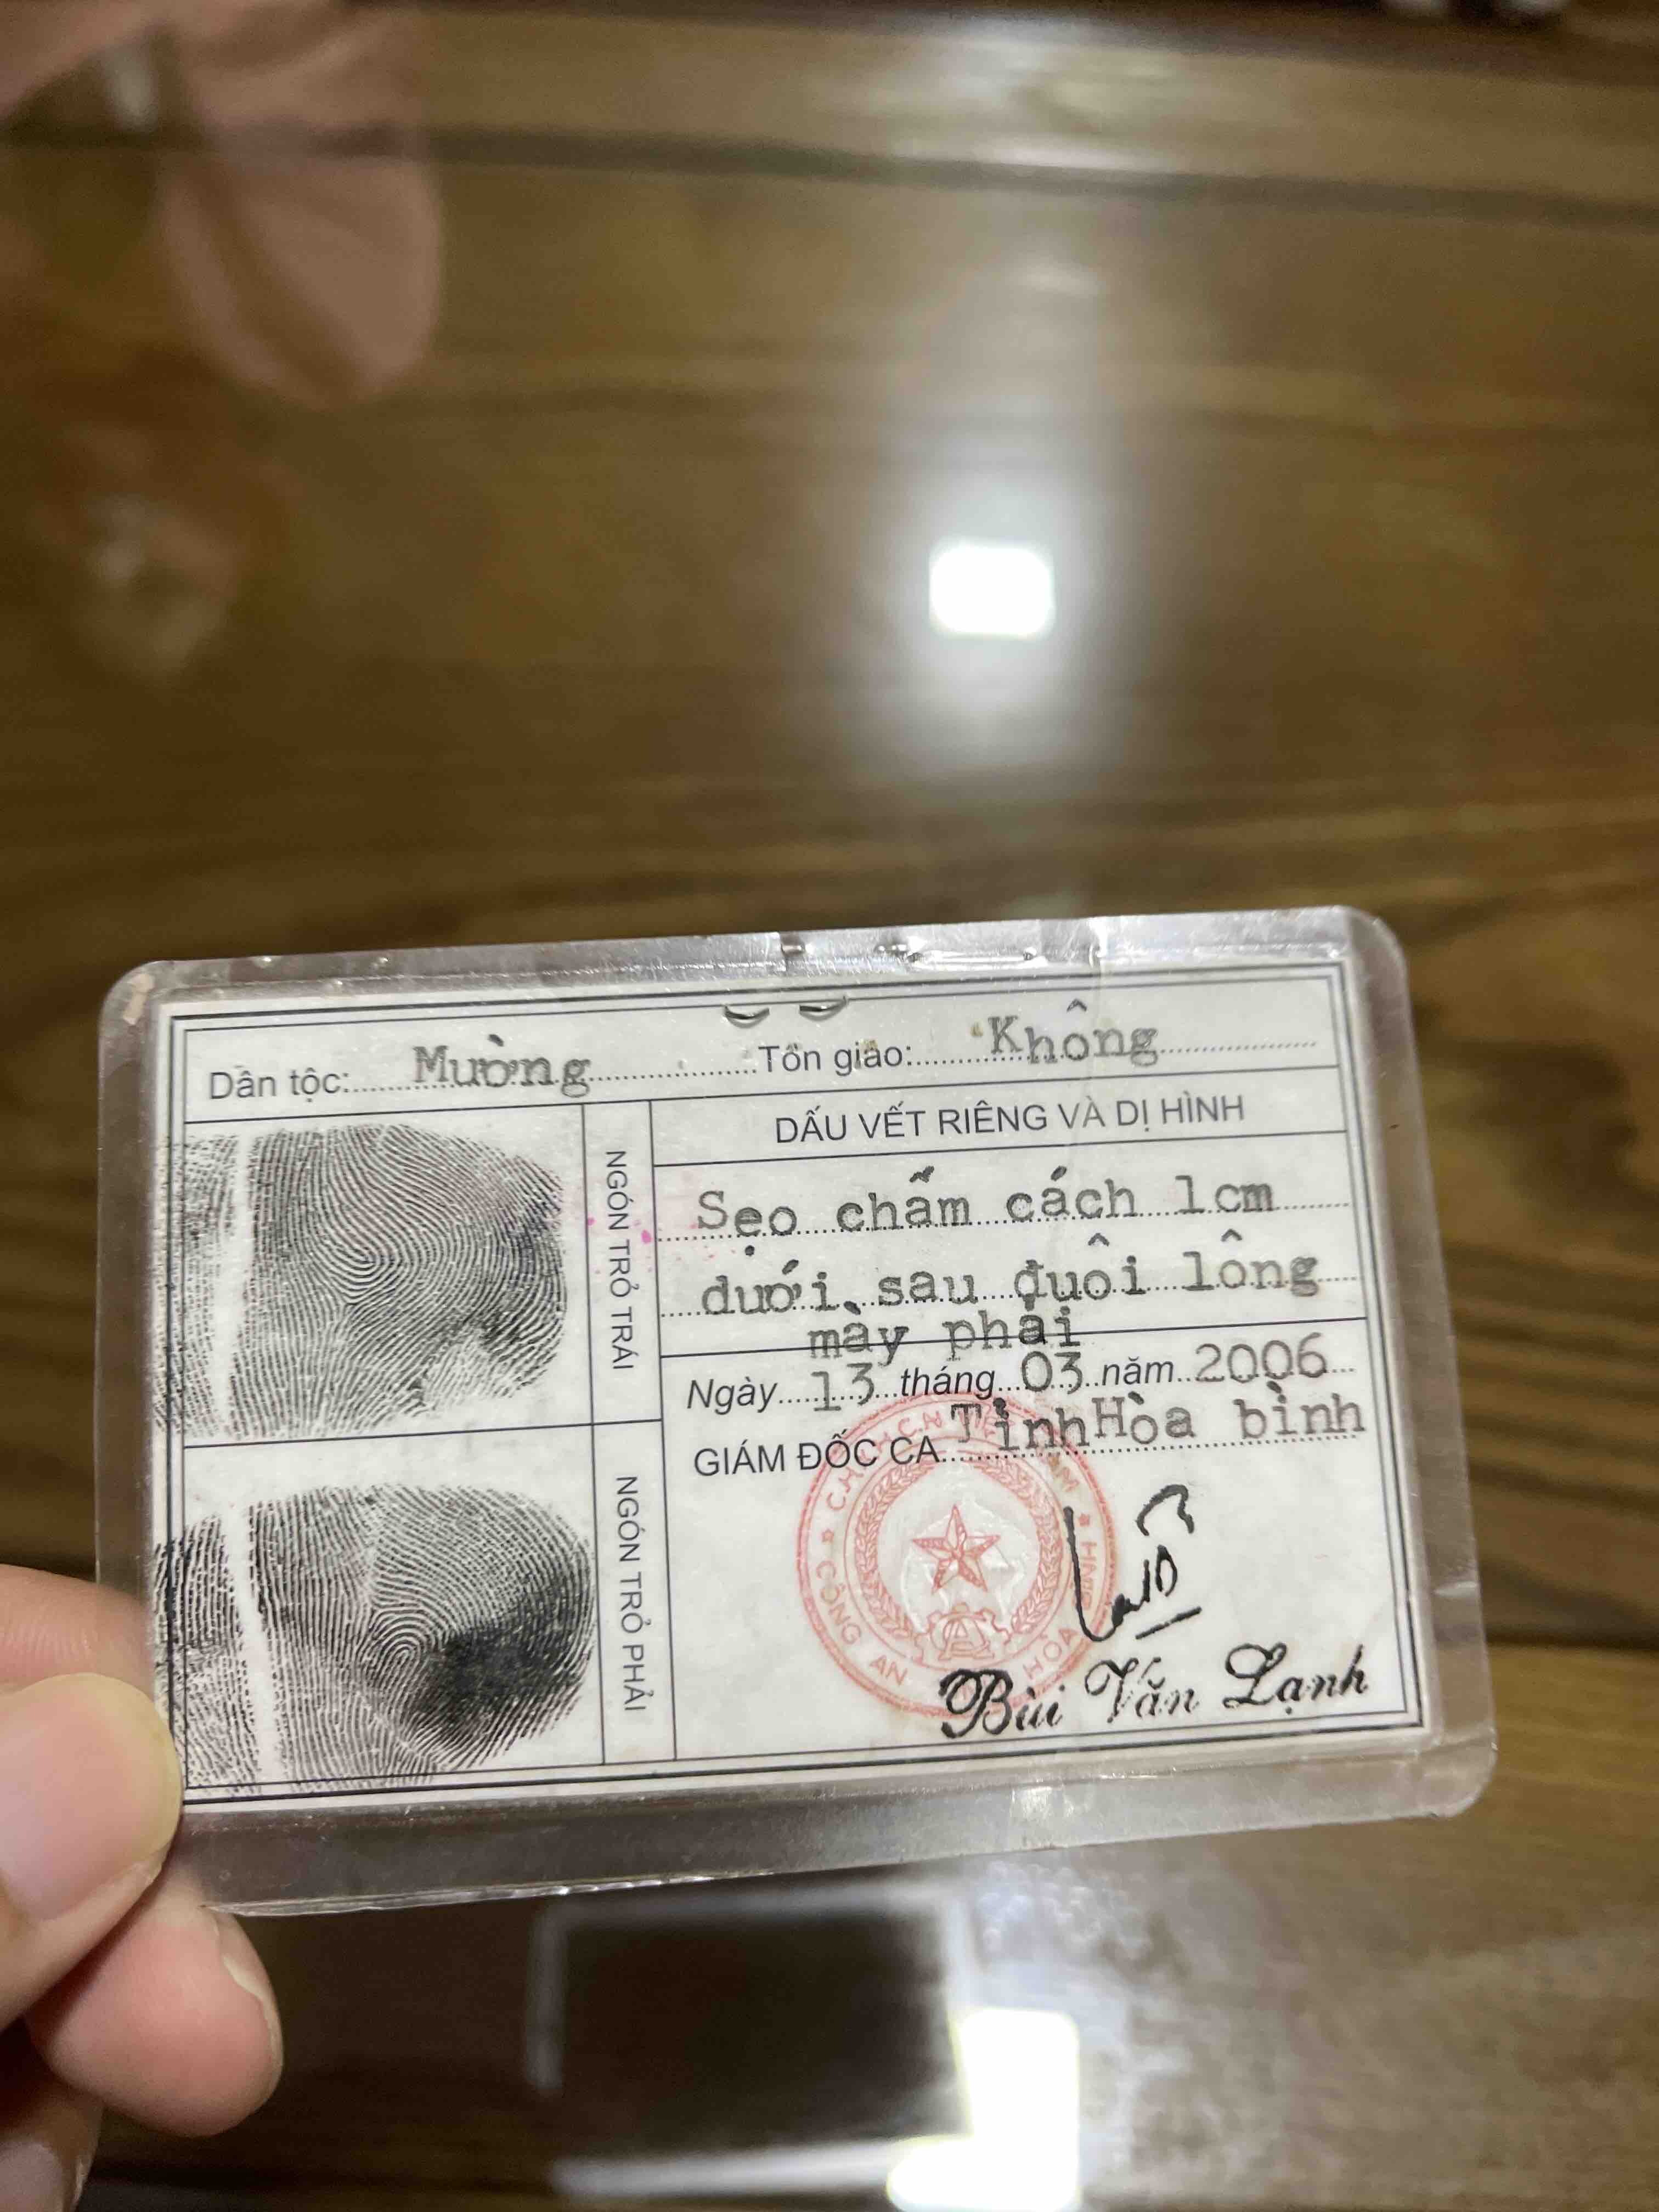 Dân tộc: Mường Tôn giáo: Không
NGÓN TRỎ TRÁI
NGÓN TRỎ PHẢI
DẤU VẾT RIÊNG VÀ DỊ HÌNH
Sẹo chấm cách 1cm
dưới sau đuôi lông
mày phải
Ngày 13 tháng 03 năm 2006
GIÁM ĐỐC CA Tỉnh Hòa bình
CÔNG AN
HÒA
Bùi Văn Lạnh